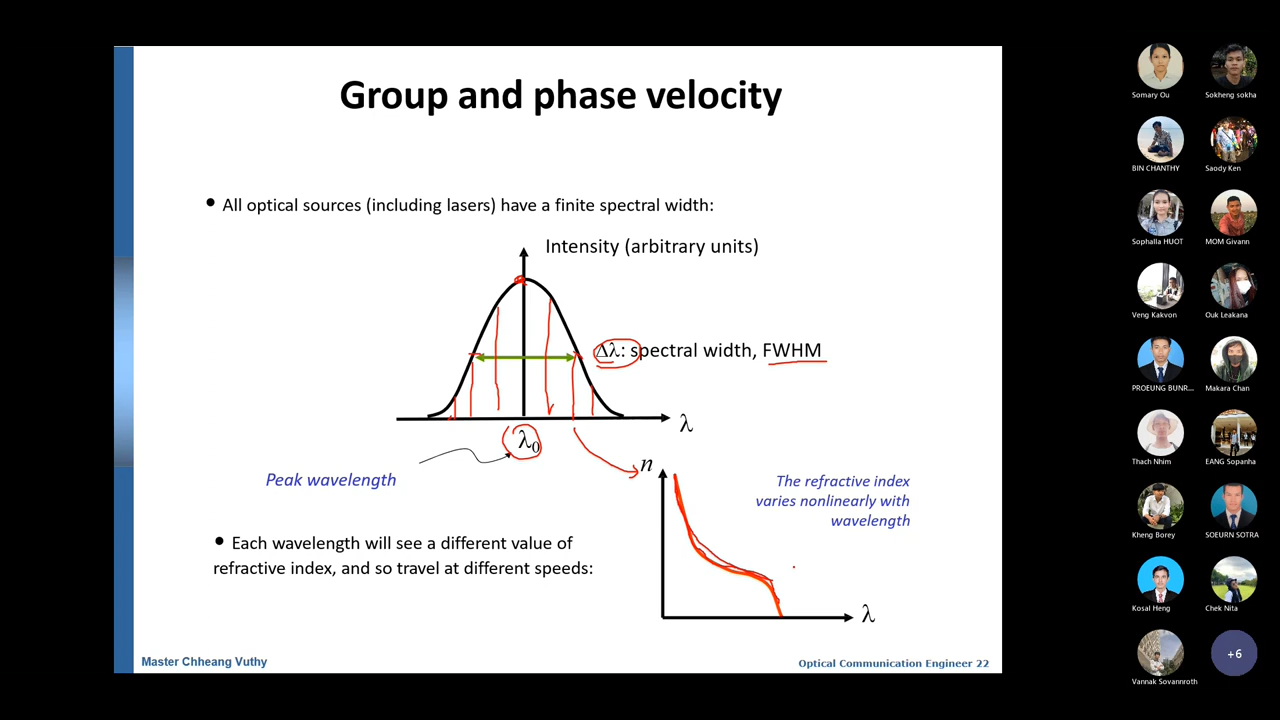 Group and phase velocity
• All optical sources (including lasers) have a finite spectral width:
Intensity (arbitrary units)
Δλ: spectral width, FWHM
λ
λ0
Peak wavelength
n
The refractive index
varies nonlinearly with
wavelength
• Each wavelength will see a different value of
refractive index, and so travel at different speeds:
λ
Master Chheang Vuthy
Optical Communication Engineer 22
Somary Ou
Sokheng sokha
BIN CHANTHY
Saody Ken
Sophalla HUOT
MOM Givann
Veng Kakvon
Ouk Leakana
PROEUNG BUNR...
Makara Chan
Thach Nhim
EANG Sopanha
Kheng Borey
SOEURN SOTRA
Kosal Heng
Chek Nita
Vannak Sovannroth
+6